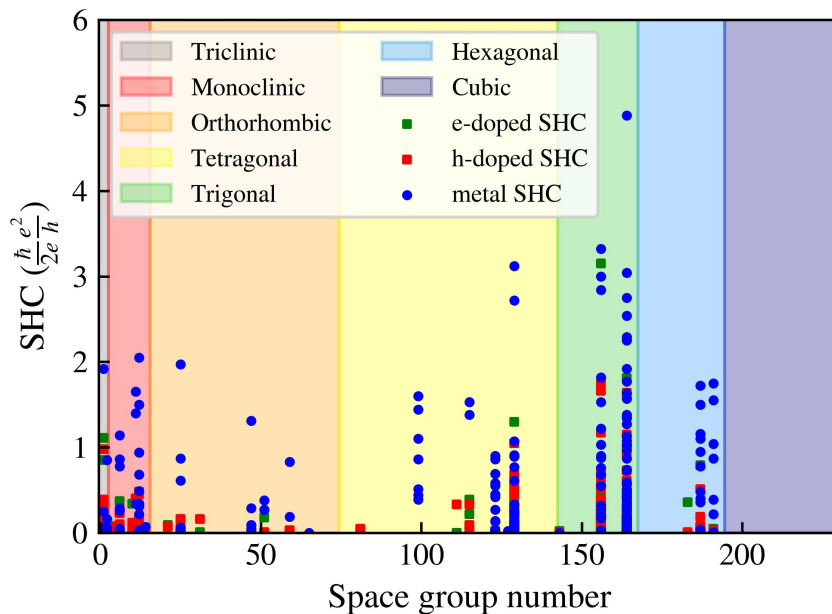 6
5
4
3
2
1
0
SHC (ħ/2e e²/h)
Triclinic
Monoclinic
Orthorhombic
Tetragonal
Trigonal
Hexagonal
Cubic
e-doped SHC
h-doped SHC
metal SHC
0 50 100 150 200
Space group number